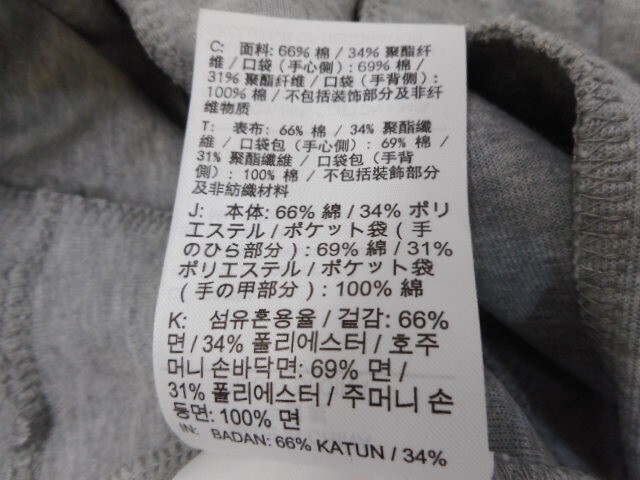 C: 面料: 66% 棉 / 34% 聚酯纤
维 / 口袋 (手心側) : 69% /
31% 聚酯纤维 / 口袋 (手背側) :
100% 棉 / 不包括装饰部分及非纤
维物质
T: 表布: 66% 棉 / 34% 聚酯纖
維 / 口袋包 (手心側) : 69% 棉 /
31% 聚酯纖維 / 口袋包 (手背
側) : 100% 棉 / 不包括裝飾部分
及非紡織材料
J: 本体: 66% 綿 / 34% ポリ
エステル / ポケット袋 ( 手
のひら部分 ) : 69% 綿 / 31%
ポリエステル / ポケット袋
( 手の甲部分 ) : 100% 綿
K: 섬유혼용율 / 겉감: 66%
면 / 34% 폴리에스터 / 호주
머니 손바닥면: 69% 면 /
31% 폴리에스터 / 주머니 손
등면: 100% 면
IN: BADAN: 66% KATUN / 34%